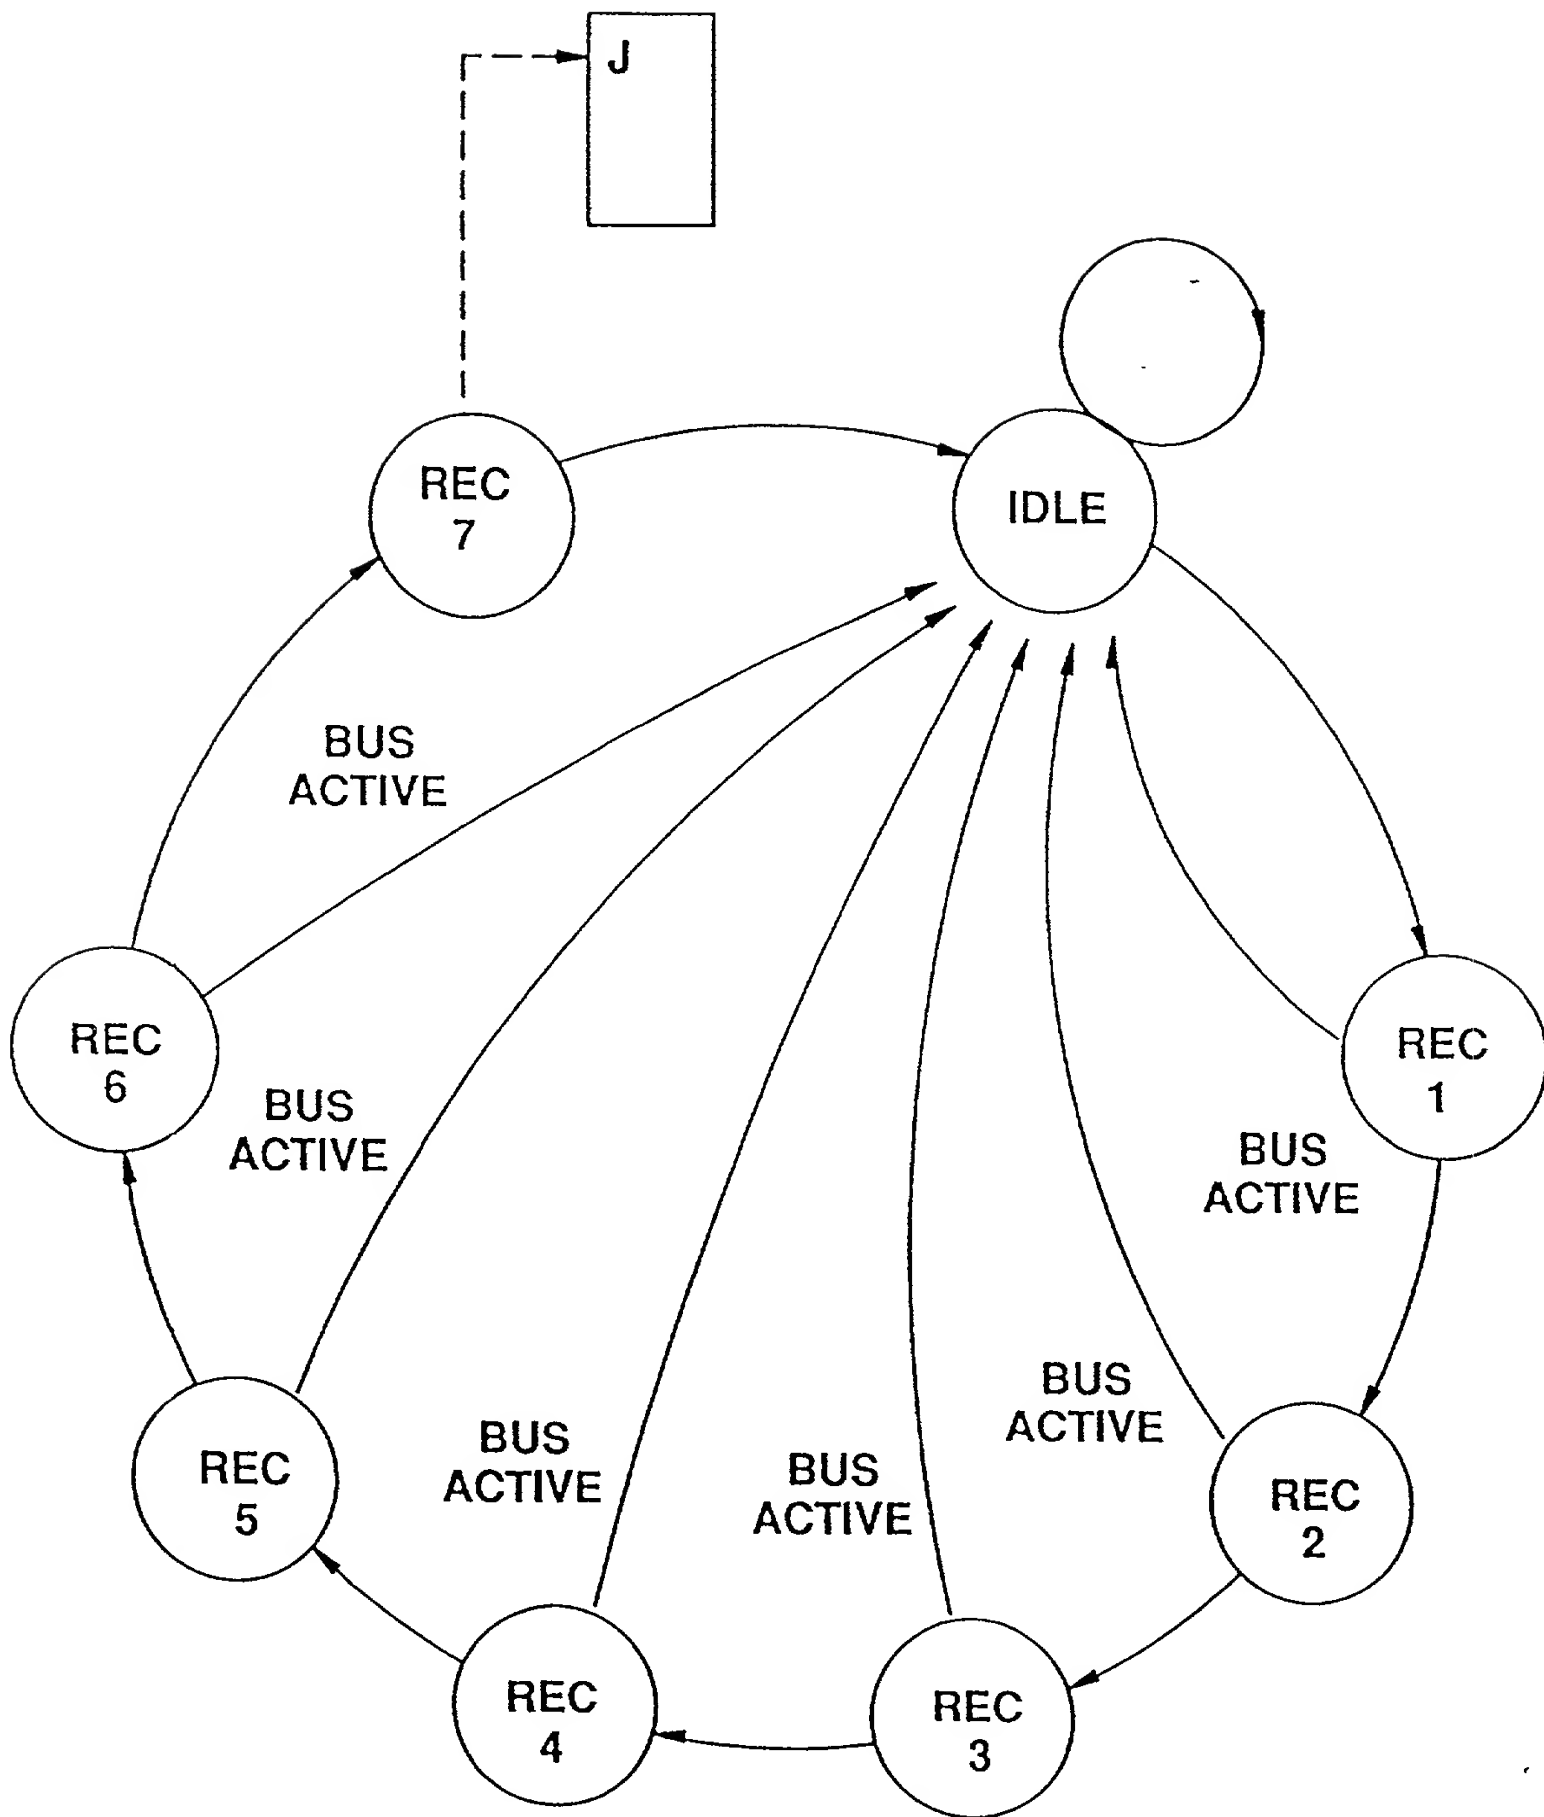 J
REC
7
IDLE
BUS
ACTIVE
REC
6
REC
1
BUS
ACTIVE
BUS
ACTIVE
BUS
ACTIVE
BUS
ACTIVE
BUS
ACTIVE
REC
5
REC
2
REC
4
REC
3